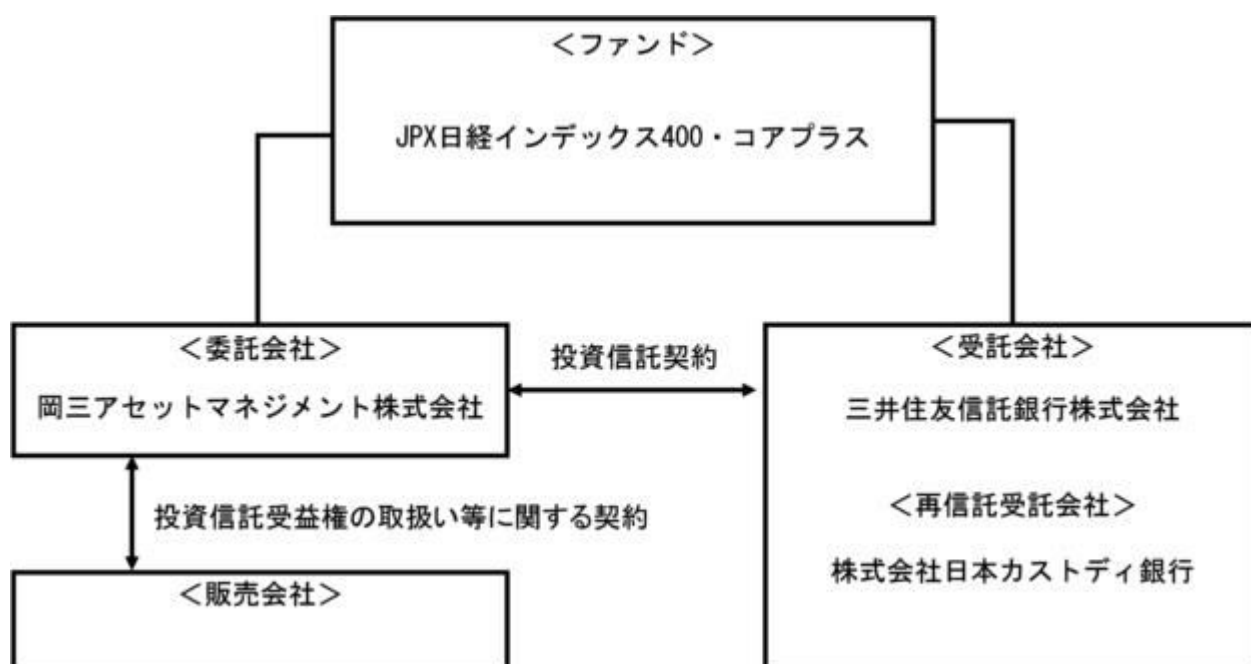 ＜ファンド＞
JPX日経インデックス400・コアプラス
＜委託会社＞
岡三アセットマネジメント株式会社
投資信託契約
＜受託会社＞
三井住友信託銀行株式会社
＜再信託受託会社＞
株式会社日本カストディ銀行
投資信託受益権の取扱い等に関する契約
＜販売会社＞